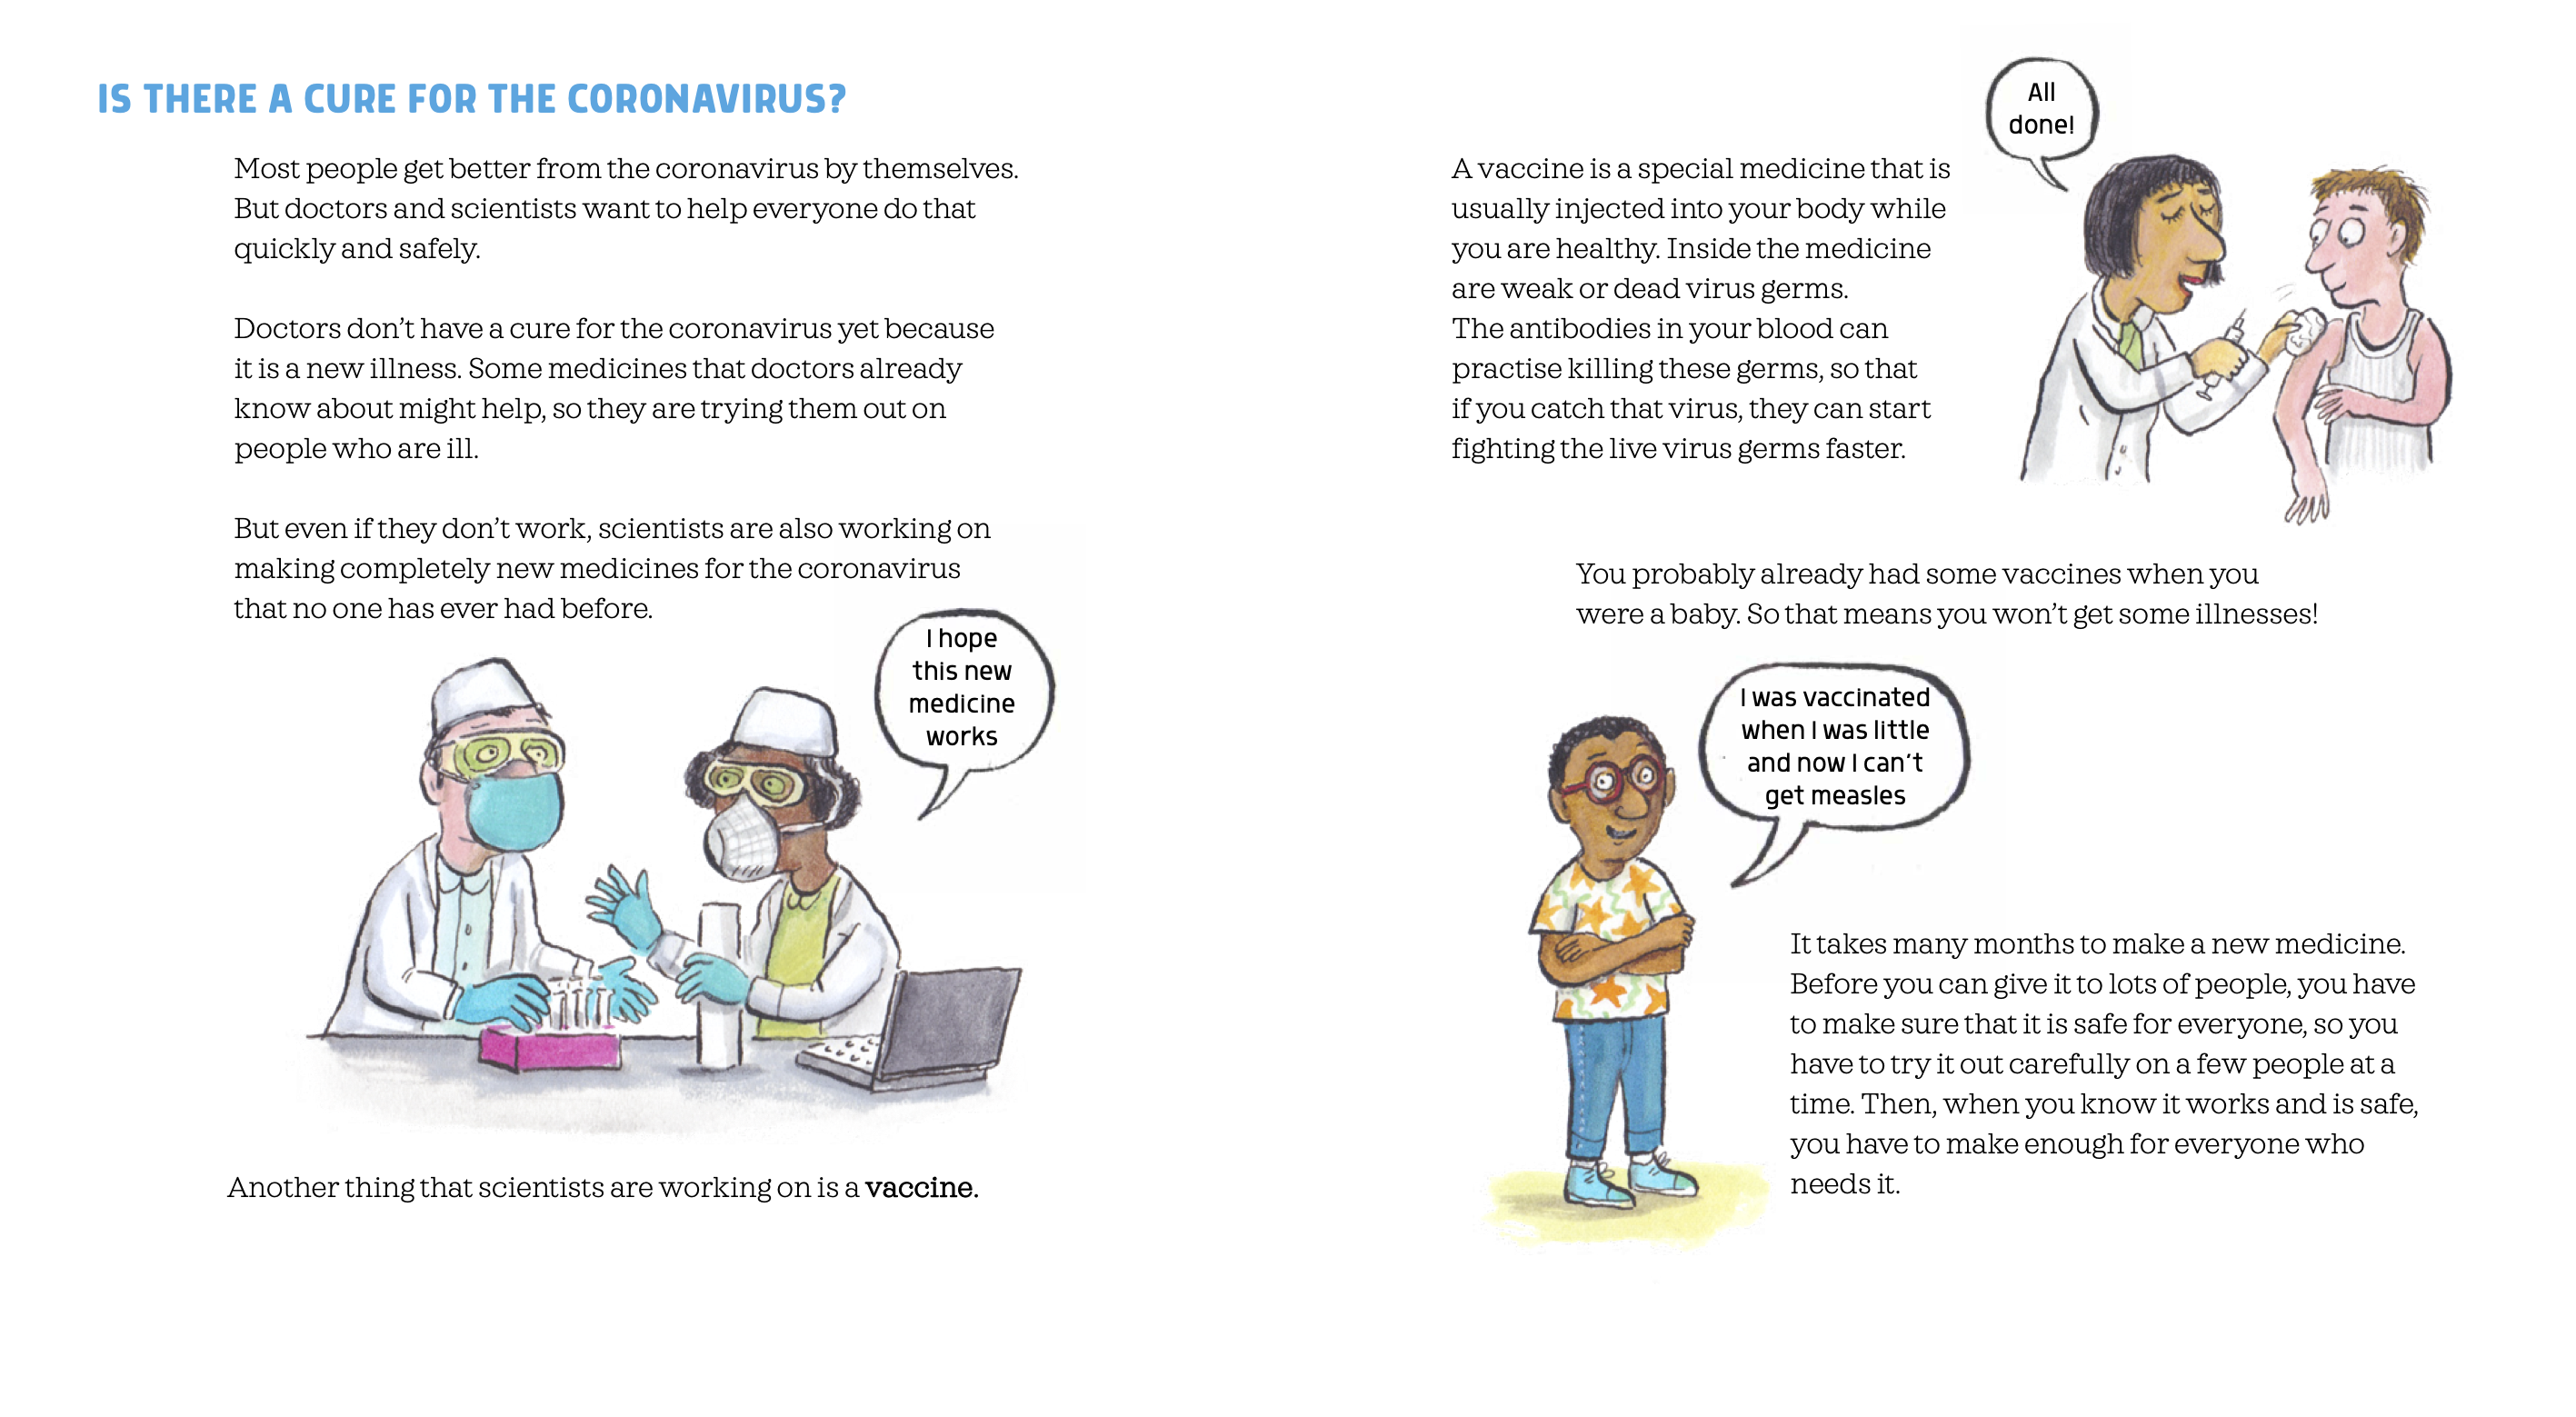 IS THERE A CURE FOR THE CORONAVIRUS?
Most people get better from the coronavirus by themselves.
But doctors and scientists want to help everyone do that
quickly and safely.
Doctors don’t have a cure for the coronavirus yet because
it is a new illness. Some medicines that doctors already
know about might help, so they are trying them out on
people who are ill.
But even if they don’t work, scientists are also working on
making completely new medicines for the coronavirus
that no one has ever had before.
I hope
this new
medicine
works
Another thing that scientists are working on is a vaccine.
All
done!
A vaccine is a special medicine that is
usually injected into your body while
you are healthy. Inside the medicine
are weak or dead virus germs.
The antibodies in your blood can
practise killing these germs, so that
if you catch that virus, they can start
fighting the live virus germs faster.
You probably already had some vaccines when you
were a baby. So that means you won’t get some illnesses!
I was vaccinated
when I was little
and now I can’t
get measles
It takes many months to make a new medicine.
Before you can give it to lots of people, you have
to make sure that it is safe for everyone, so you
have to try it out carefully on a few people at a
time. Then, when you know it works and is safe,
you have to make enough for everyone who
needs it.